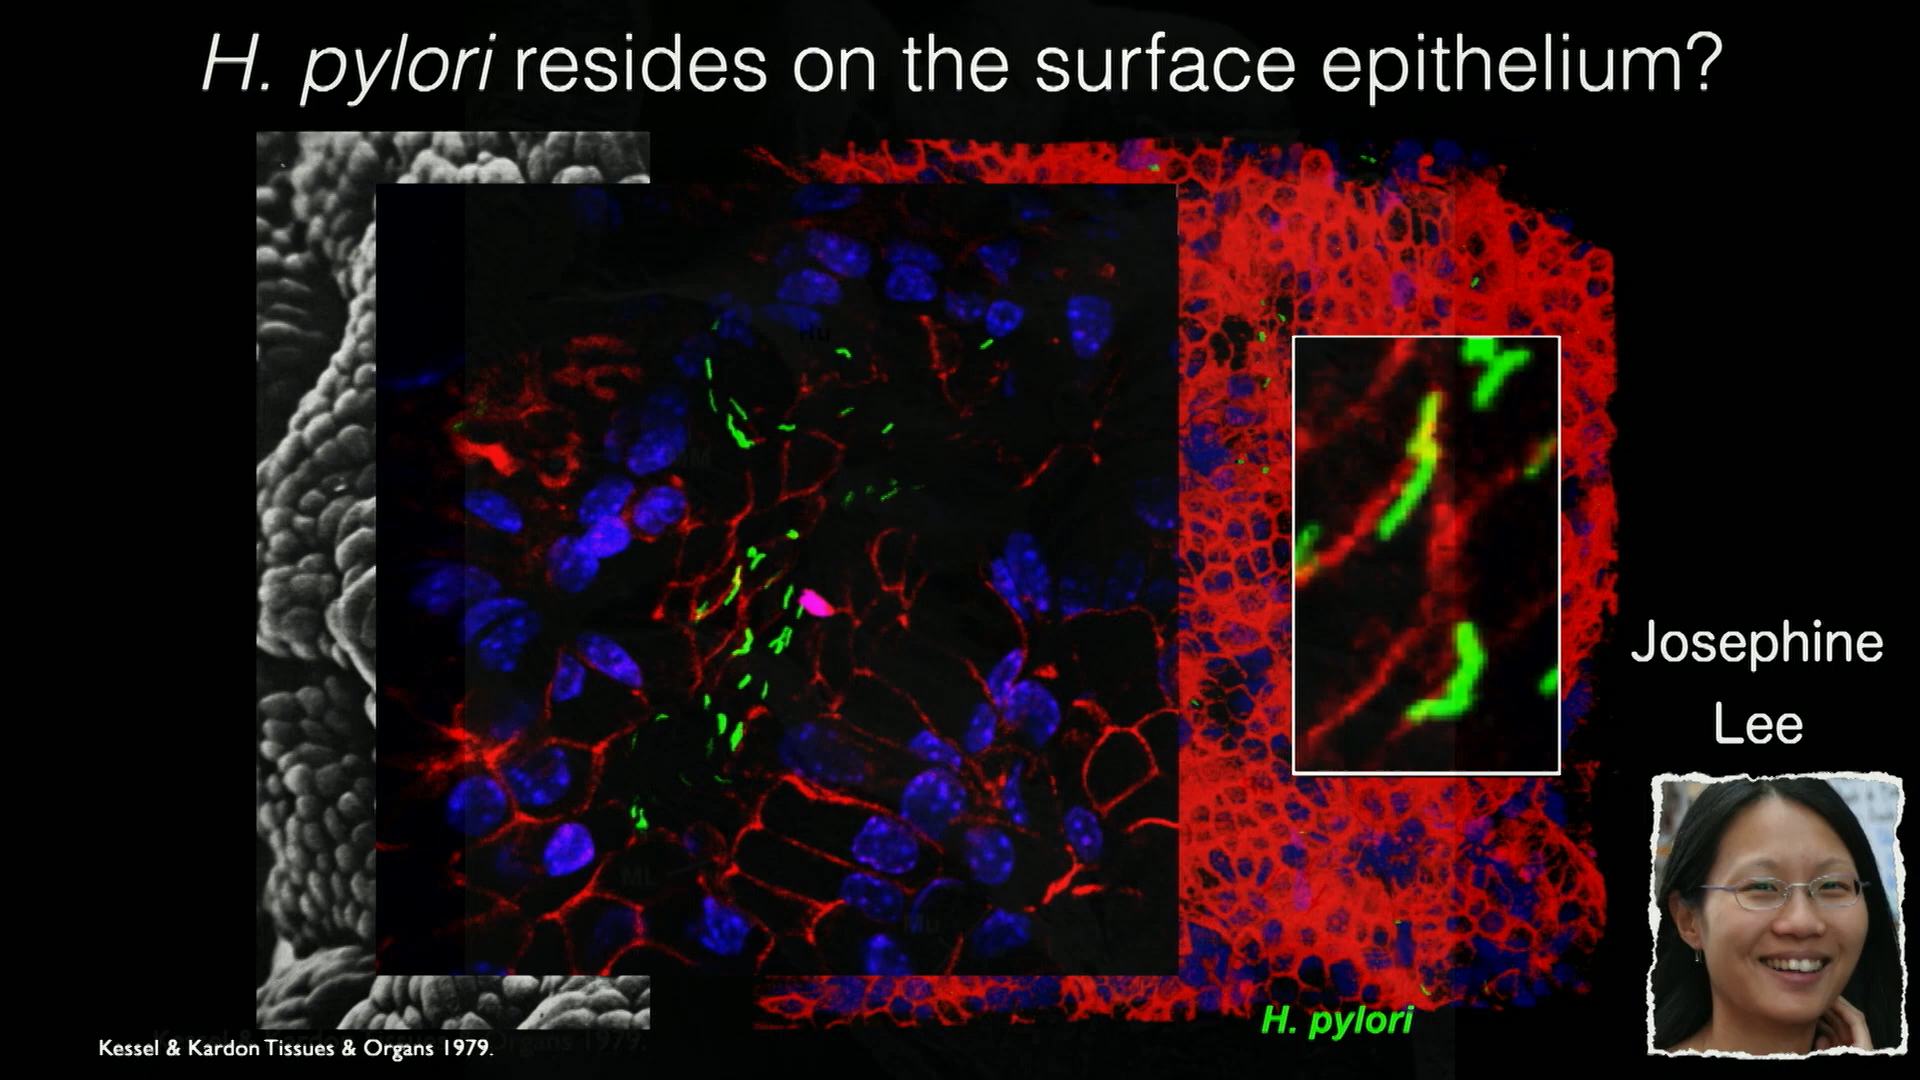 H. pylori resides on the surface epithelium?
Josephine
Lee
H. pylori
Kessel & Kardon Tissues & Organs 1979.